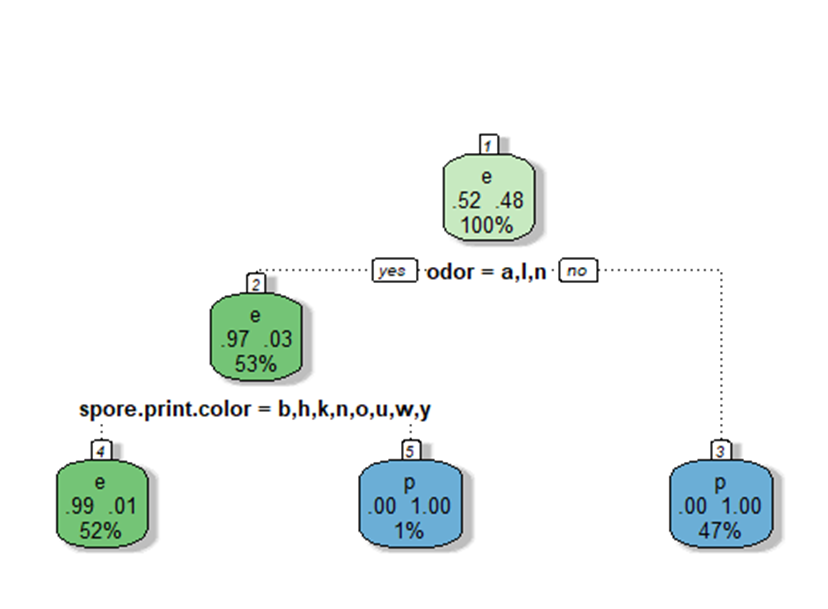 1
e
.52 .48
100%
yes odor = a,l,n no
2
e
.97 .03
53%
spore.print.color = b,h,k,n,o,u,w,y
4
e
.99 .01
52%
5
p
.00 1.00
1%
3
p
.00 1.00
47%